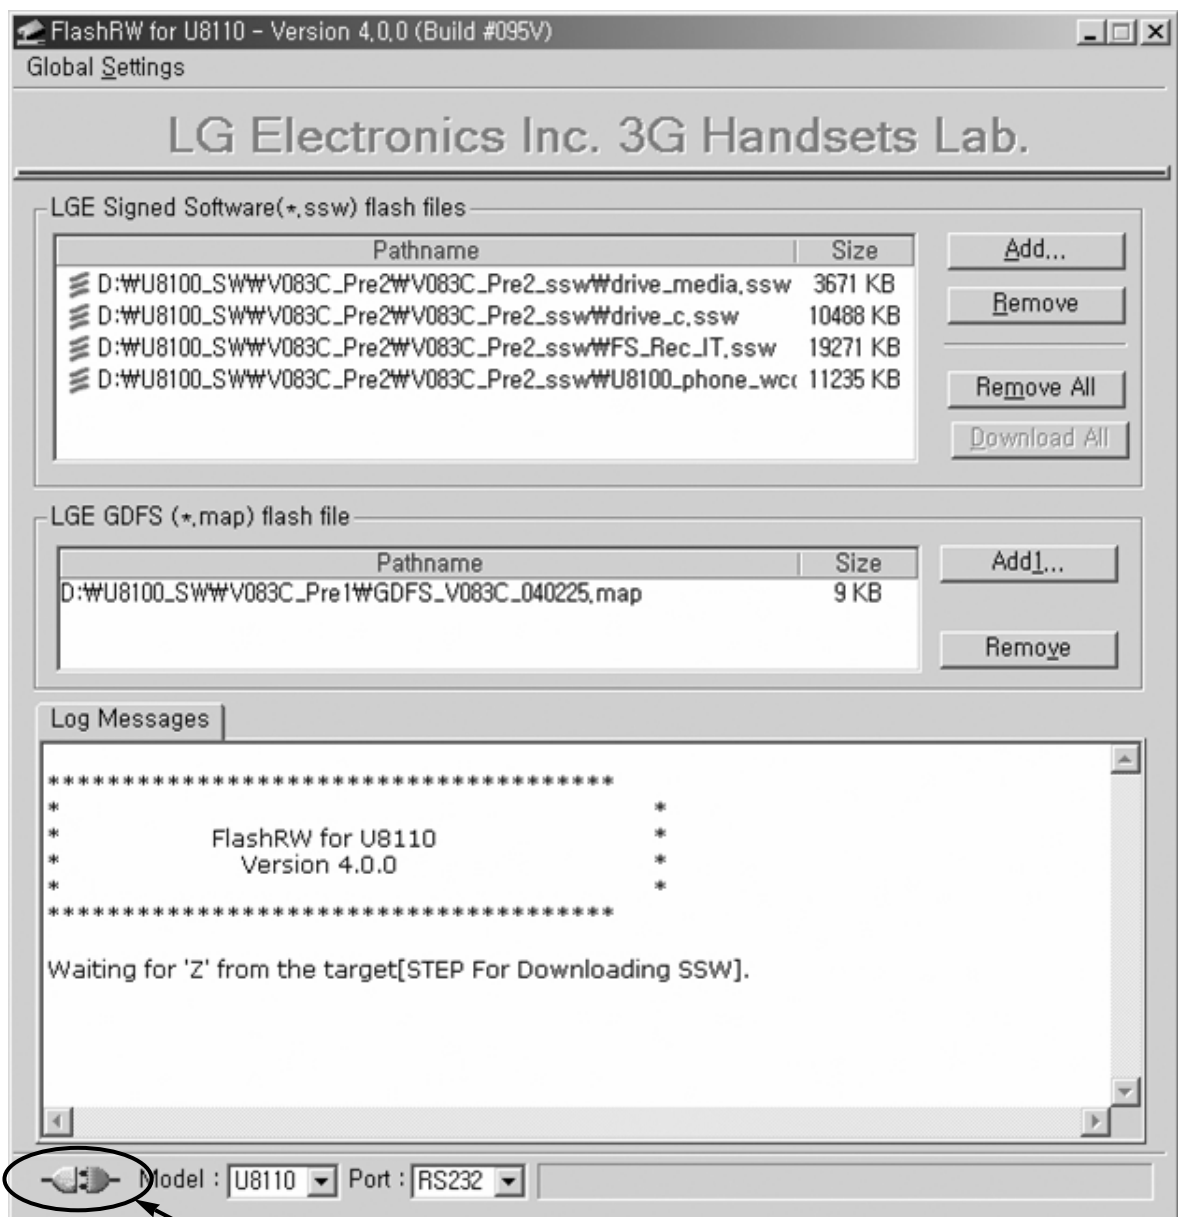 FlashRW for U8110 - Version 4,0,0 (Build #095V)
Global Settings
LG Electronics Inc. 3G Handsets Lab.
LGE Signed Software(*,ssw) flash files
Pathname Size
D:₩U8100_SW₩V083C_Pre2₩V083C_Pre2_ssw₩drive_media,ssw 3671 KB
D:₩U8100_SW₩V083C_Pre2₩V083C_Pre2_ssw₩drive_c,ssw 10488 KB
D:₩U8100_SW₩V083C_Pre2₩V083C_Pre2_ssw₩FS_Rec_IT,ssw 19271 KB
D:₩U8100_SW₩V083C_Pre2₩V083C_Pre2_ssw₩U8100_phone_wc 11235 KB
Add...
Remove
Remove All
Download All
LGE GDFS (*,map) flash file
Pathname Size
D:₩U8100_SW₩V083C_Pre1₩GDFS_V083C_040225,map 9 KB
Add1...
Remove
Log Messages
**************************************
* *
* FlashRW for U8110 *
* Version 4.0.0 *
* *
**************************************
Waiting for 'Z' from the target[STEP For Downloading SSW].
Model : U8110 Port : RS232